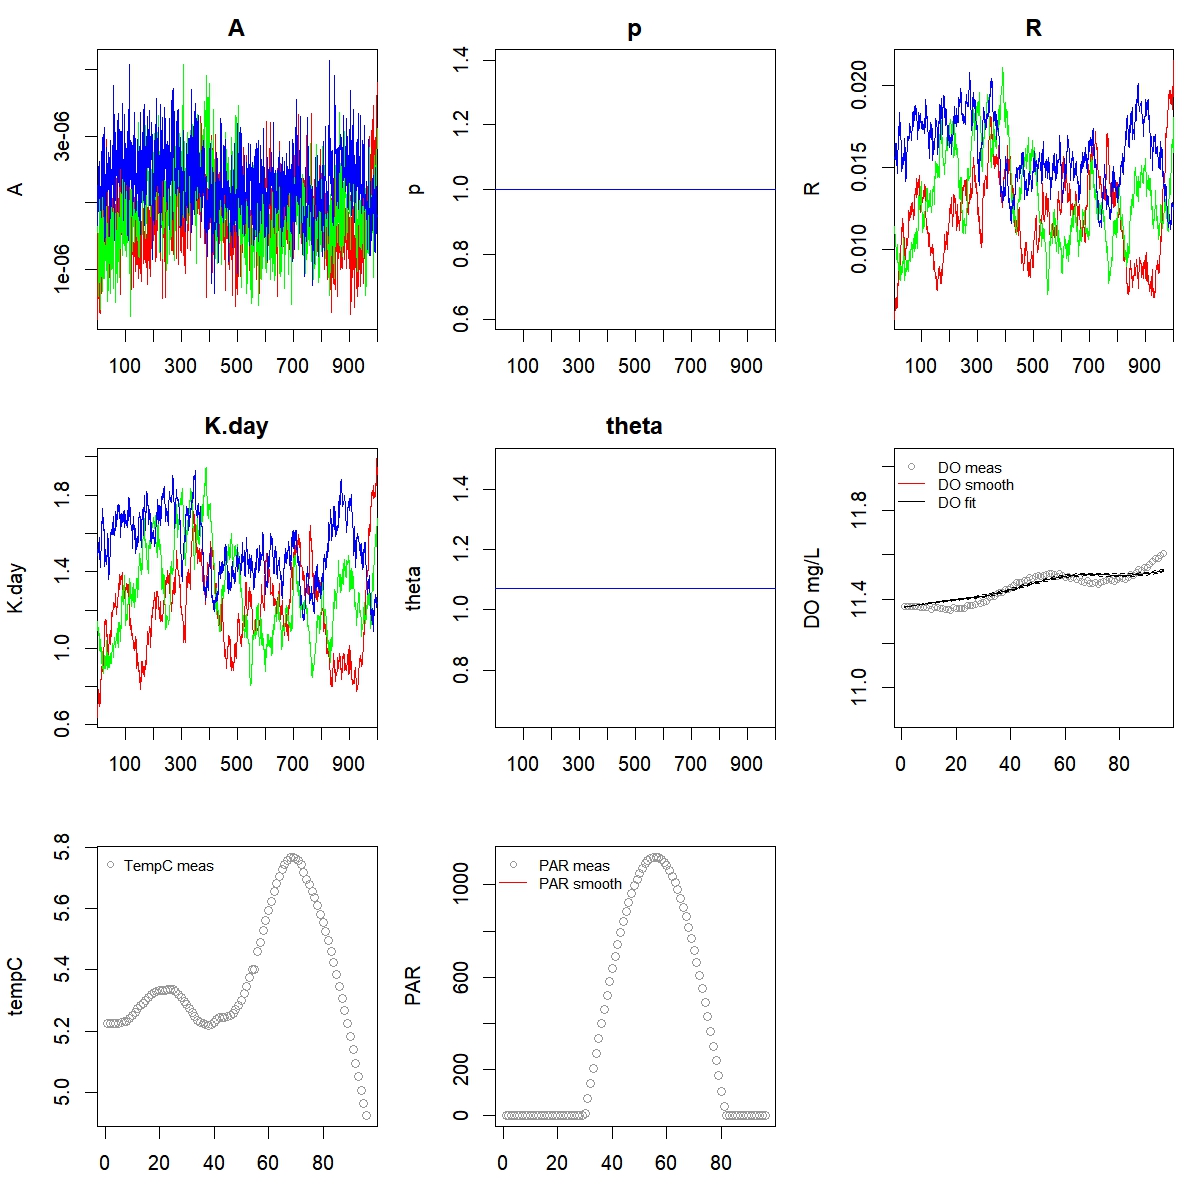 A
3e-06
1e-06
A
100 300 500 700 900
p
1.4
1.2
1.0
0.8
0.6
p
100 300 500 700 900
R
0.020
0.015
0.010
R
100 300 500 700 900
K.day
1.8
1.4
1.0
0.6
K.day
100 300 500 700 900
theta
1.4
1.2
1.0
0.8
theta
100 300 500 700 900
DO meas
DO smooth
DO fit
11.8
11.4
11.0
DO mg/L
0 20 40 60 80
TempC meas
5.8
5.6
5.4
5.2
5.0
tempC
0 20 40 60 80
PAR meas
PAR smooth
1000
600
200
0
PAR
0 20 40 60 80